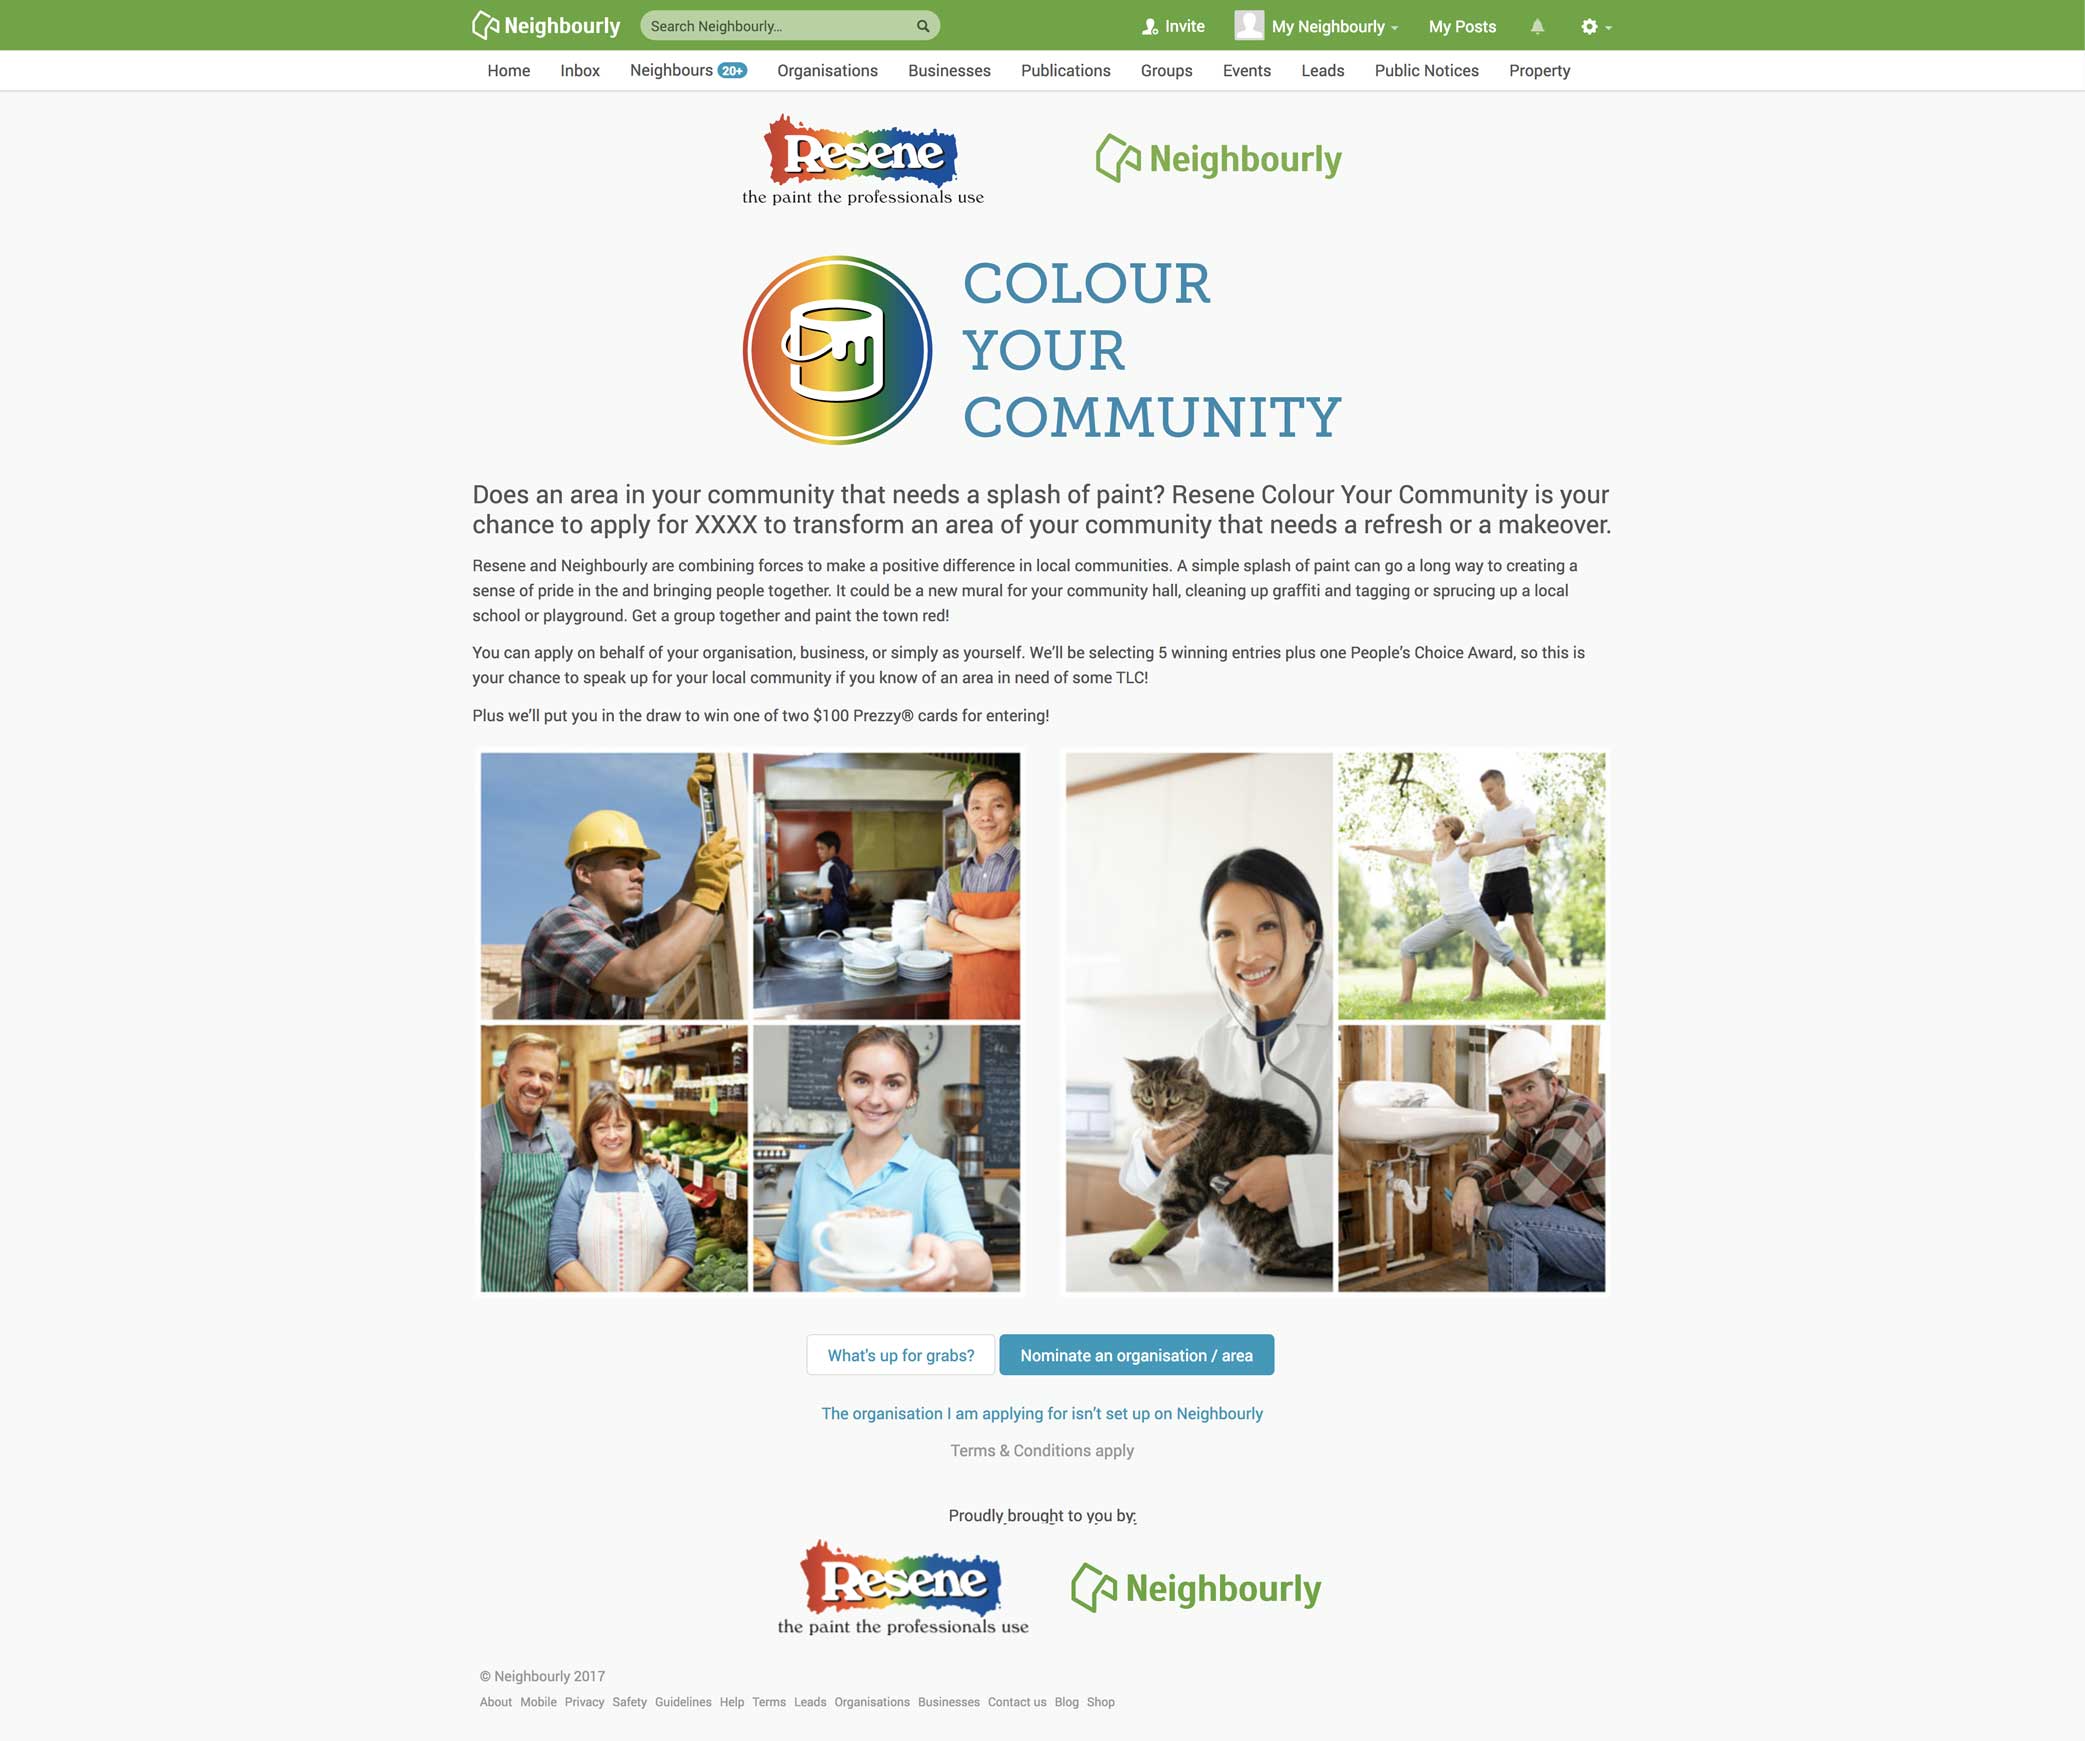 Neighbourly
Search Neighbourly...
Invite
My Neighbourly
My Posts
Home Inbox Neighbours 20+ Organisations Businesses Publications Groups Events Leads Public Notices Property
Resene
the paint the professionals use
Neighbourly
COLOUR
YOUR
COMMUNITY
Does an area in your community that needs a splash of paint? Resene Colour Your Community is your
chance to apply for XXXX to transform an area of your community that needs a refresh or a makeover.
Resene and Neighbourly are combining forces to make a positive difference in local communities. A simple splash of paint can go a long way to creating a
sense of pride in the and bringing people together. It could be a new mural for your community hall, cleaning up graffiti and tagging or sprucing up a local
school or playground. Get a group together and paint the town red!
You can apply on behalf of your organisation, business, or simply as yourself. We’ll be selecting 5 winning entries plus one People’s Choice Award, so this is
your chance to speak up for your local community if you know of an area in need of some TLC!
Plus we’ll put you in the draw to win one of two $100 Prezzy® cards for entering!
What's up for grabs?
Nominate an organisation / area
The organisation I am applying for isn’t set up on Neighbourly
Terms & Conditions apply
Proudly brought to you by:
Resene
the paint the professionals use
Neighbourly
© Neighbourly 2017
About Mobile Privacy Safety Guidelines Help Terms Leads Organisations Businesses Contact us Blog Shop